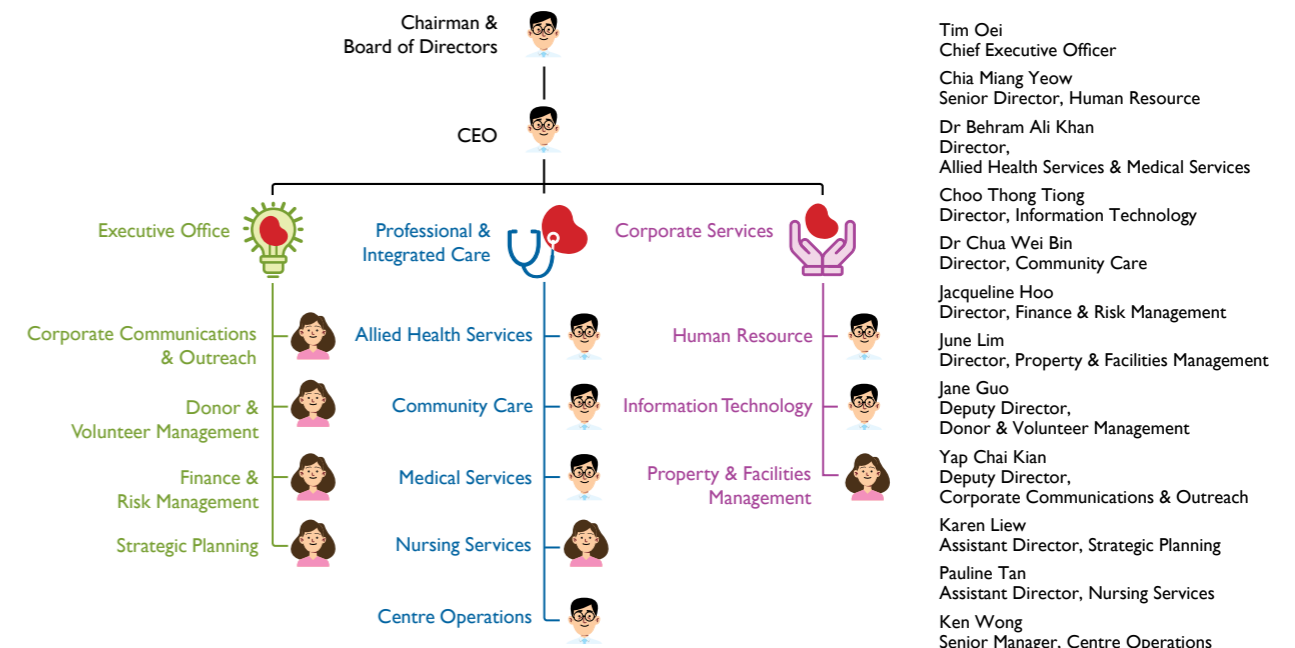 Chairman &
Board of Directors
CEO
Executive Office
Professional &
Integrated Care
Corporate Services
Corporate Communications
& Outreach
Donor &
Volunteer Management
Finance &
Risk Management
Strategic Planning
Allied Health Services
Community Care
Medical Services
Nursing Services
Centre Operations
Human Resource
Information Technology
Property & Facilities
Management
Tim Oei
Chief Executive Officer
Chia Miang Yeow
Senior Director, Human Resource
Dr Behram Ali Khan
Director,
Allied Health Services & Medical Services
Choo Thong Tiong
Director, Information Technology
Dr Chua Wei Bin
Director, Community Care
Jacqueline Hoo
Director, Finance & Risk Management
June Lim
Director, Property & Facilities Management
Jane Guo
Deputy Director,
Donor & Volunteer Management
Yap Chai Kian
Deputy Director,
Corporate Communications & Outreach
Karen Liew
Assistant Director, Strategic Planning
Pauline Tan
Assistant Director, Nursing Services
Ken Wong
Senior Manager, Centre Operations